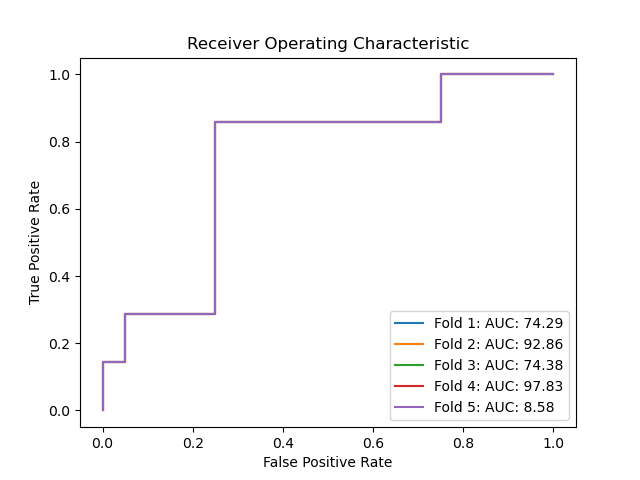 Receiver Operating Characteristic
1.0
0.8
0.6
0.4
0.2
0.0
True Positive Rate
Fold 1: AUC: 74.29
Fold 2: AUC: 92.86
Fold 3: AUC: 74.38
Fold 4: AUC: 97.83
Fold 5: AUC: 8.58
0.0 0.2 0.4 0.6 0.8 1.0
False Positive Rate